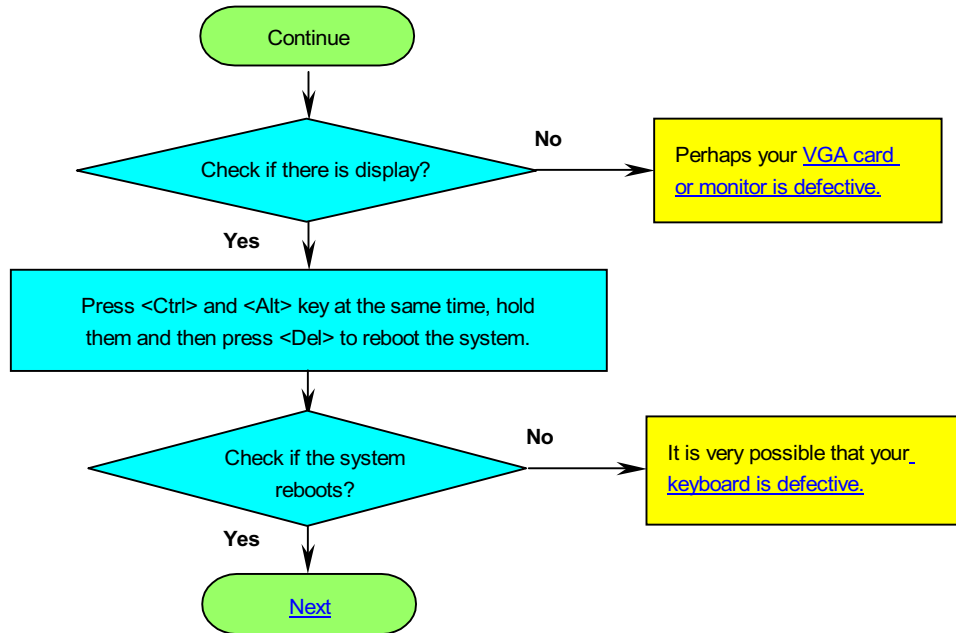 Continue
Check if there is display?
No
Perhaps your VGA card
or monitor is defective.
Yes
Press <Ctrl> and <Alt> key at the same time, hold
them and then press <Del> to reboot the system.
Check if the system
reboots?
No
It is very possible that your
keyboard is defective.
Yes
Next